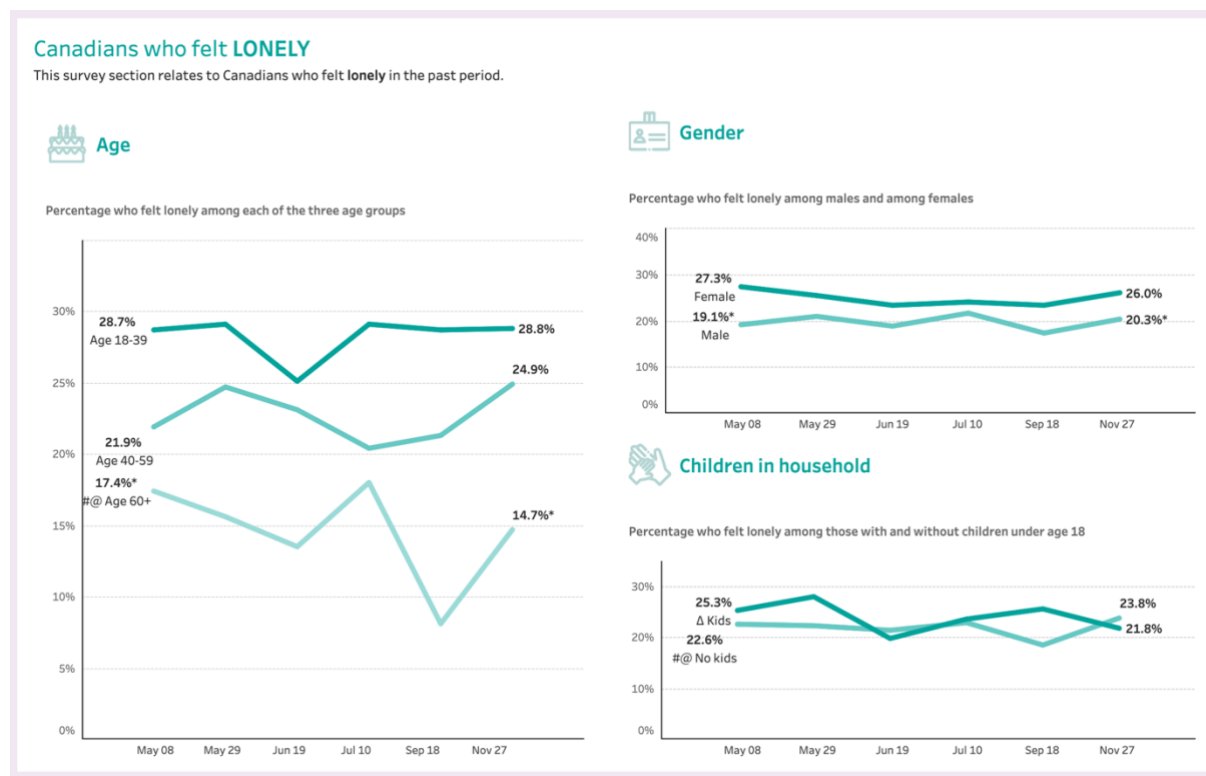 Canadians who felt LONELY
This survey section relates to Canadians who felt lonely in the past period.
Age
Percentage who felt lonely among each of the three age groups
30%
25%
20%
15%
10%
5%
0%
28.7%
Age 18-39
28.8%
24.9%
21.9%
Age 40-59
17.4%*
#@ Age 60+
14.7%*
May 08 May 29 Jun 19 Jul 10 Sep 18 Nov 27
Gender
Percentage who felt lonely among males and among females
40%
30%
20%
10%
0%
27.3%
Female
26.0%
19.1%*
Male
20.3%*
May 08 May 29 Jun 19 Jul 10 Sep 18 Nov 27
Children in household
Percentage who felt lonely among those with and without children under age 18
30%
20%
10%
0%
25.3%
Δ Kids
22.6%
#@ No kids
23.8%
21.8%
May 08 May 29 Jun 19 Jul 10 Sep 18 Nov 27